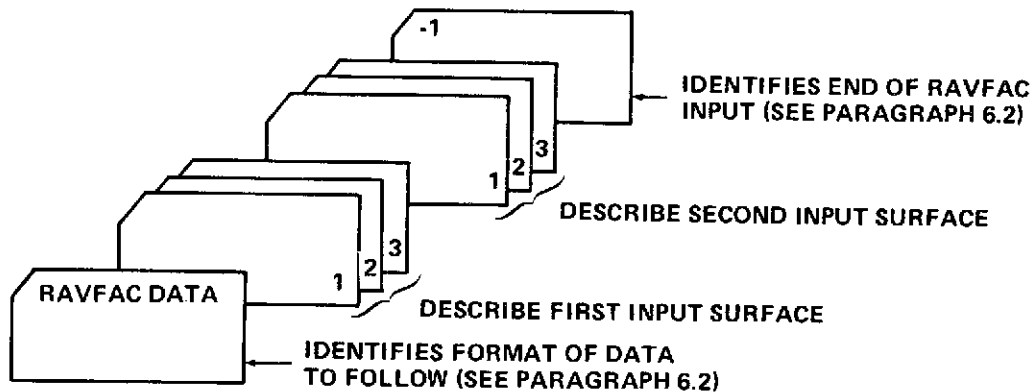 -1
IDENTIFIES END OF RAVFAC
INPUT (SEE PARAGRAPH 6.2)
3
2
1
DESCRIBE SECOND INPUT SURFACE
3
2
1
DESCRIBE FIRST INPUT SURFACE
RAVFAC DATA
IDENTIFIES FORMAT OF DATA
TO FOLLOW (SEE PARAGRAPH 6.2)